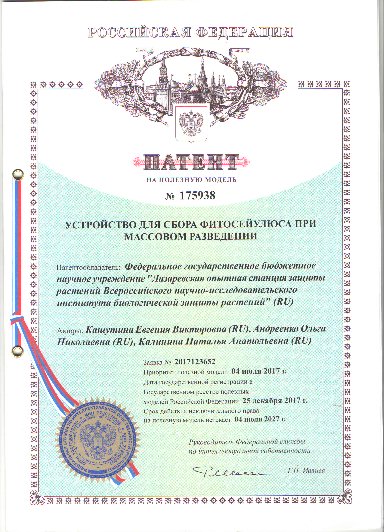 РОССИЙСКАЯ ФЕДЕРАЦИЯ
ПАТЕНТ
НА ПОЛЕЗНУЮ МОДЕЛЬ
№ 175938
УСТРОЙСТВО ДЛЯ СБОРА ФИТОСЕЙУЛЮСА ПРИ
МАССОВОМ РАЗВЕДЕНИИ
Патентообладатель: Федеральное государственное бюджетное
научное учреждение "Лазаревская опытная станция защиты
растений Всероссийского научно-исследовательского
института биологической защиты растений" (RU)
Авторы: Кашутина Евгения Викторовна (RU), Андреенко Ольга
Николаевна (RU), Калинина Наталья Анатольевна (RU)
Заявка № 2017123652
Приоритет полезной модели 04 июля 2017 г.
Дата государственной регистрации в
Государственном реестре полезных
моделей Российской Федерации 25 декабря 2017 г.
Срок действия исключительного права
на полезную модель истекает 04 июля 2027 г.
Руководитель Федеральной службы
по интеллектуальной собственности
Г.П. Ивлиев